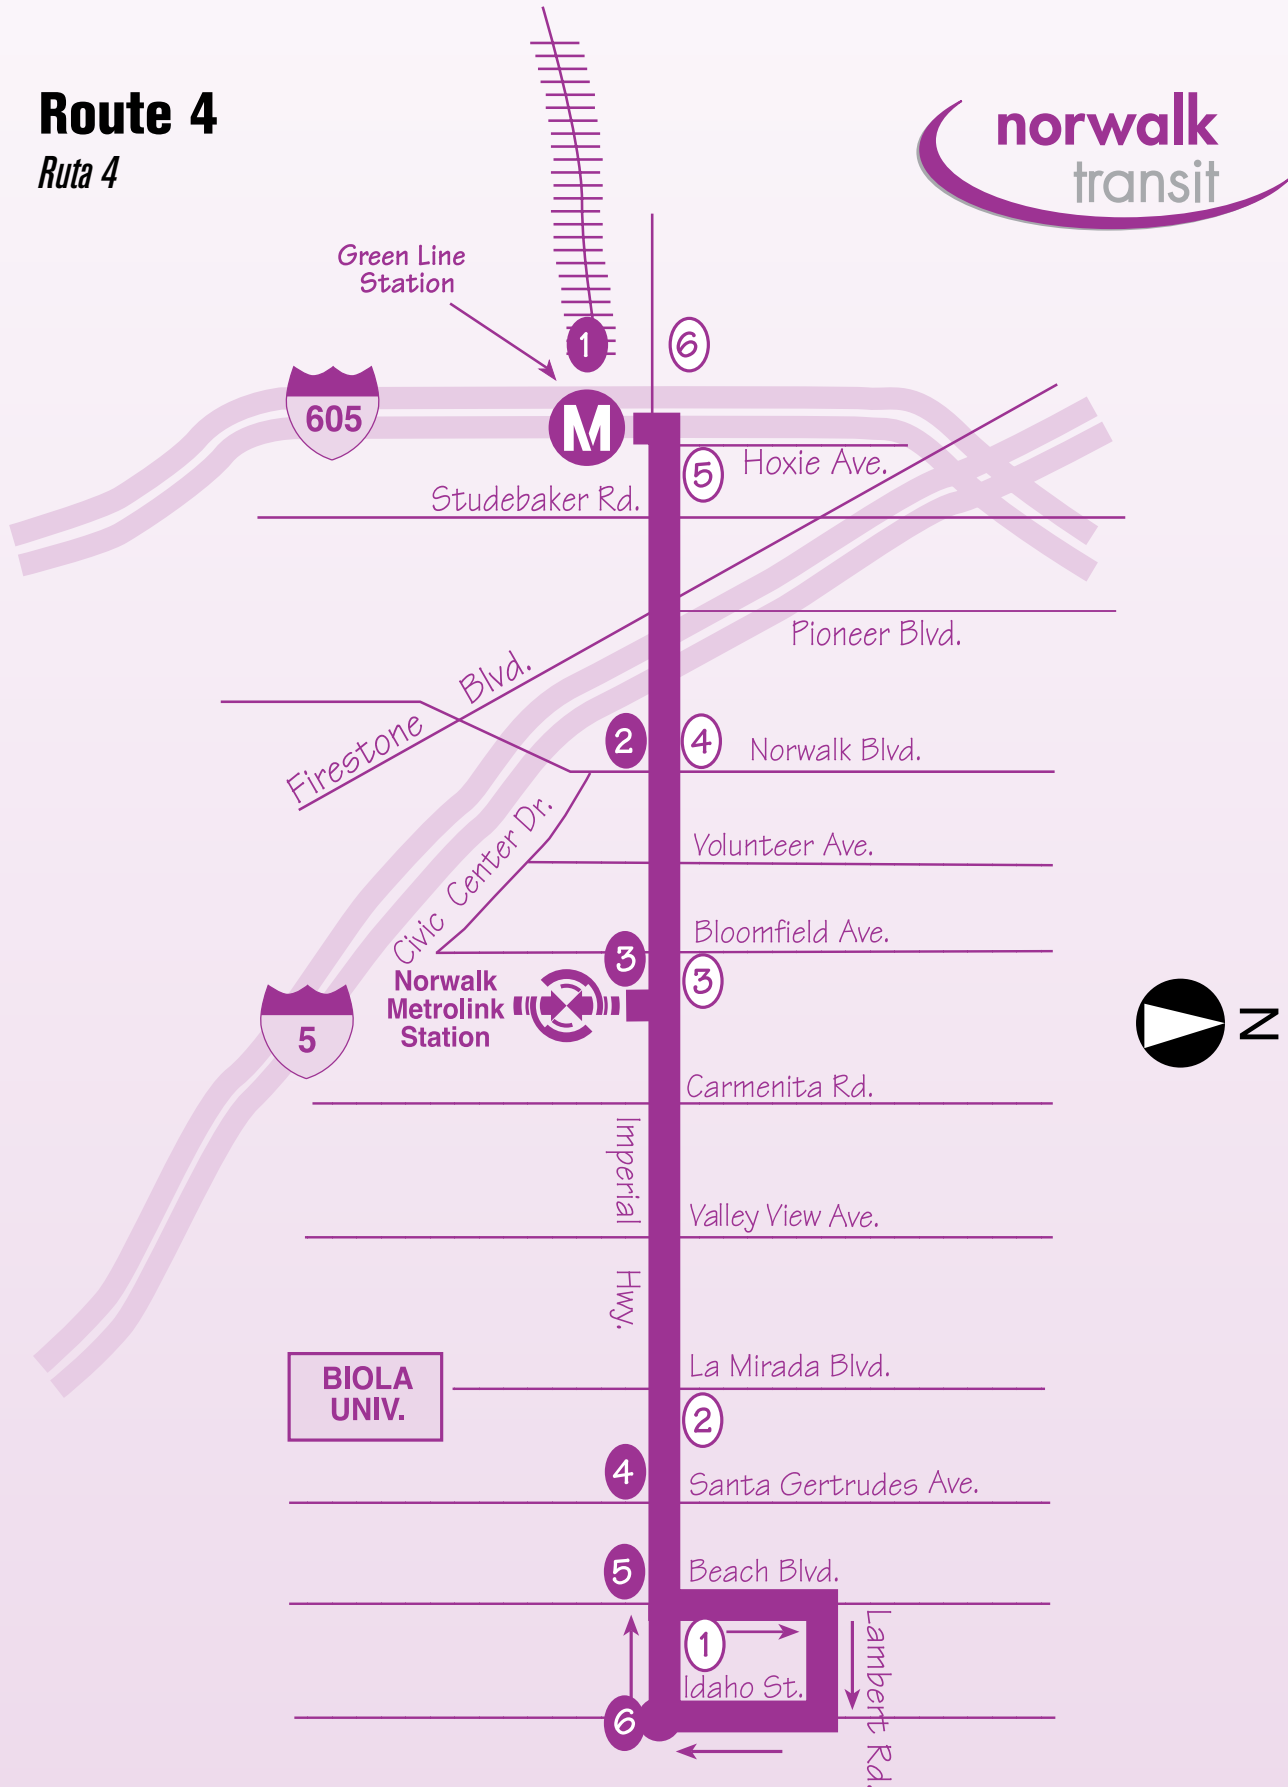 Route 4
Ruta 4
norwalk
transit
Green Line
Station
1
6
605
M
Hoxie Ave.
5
Studebaker Rd.
Pioneer Blvd.
Firestone Blvd.
2
4
Norwalk Blvd.
Civic Center Dr.
Volunteer Ave.
Bloomfield Ave.
3
3
Norwalk
Metrolink
Station
5
N
Carmenita Rd.
Imperial Hwy.
Valley View Ave.
La Mirada Blvd.
BIOLA
UNIV.
2
4
Santa Gertrudes Ave.
5
Beach Blvd.
1
Lambert Rd.
Idaho St.
6